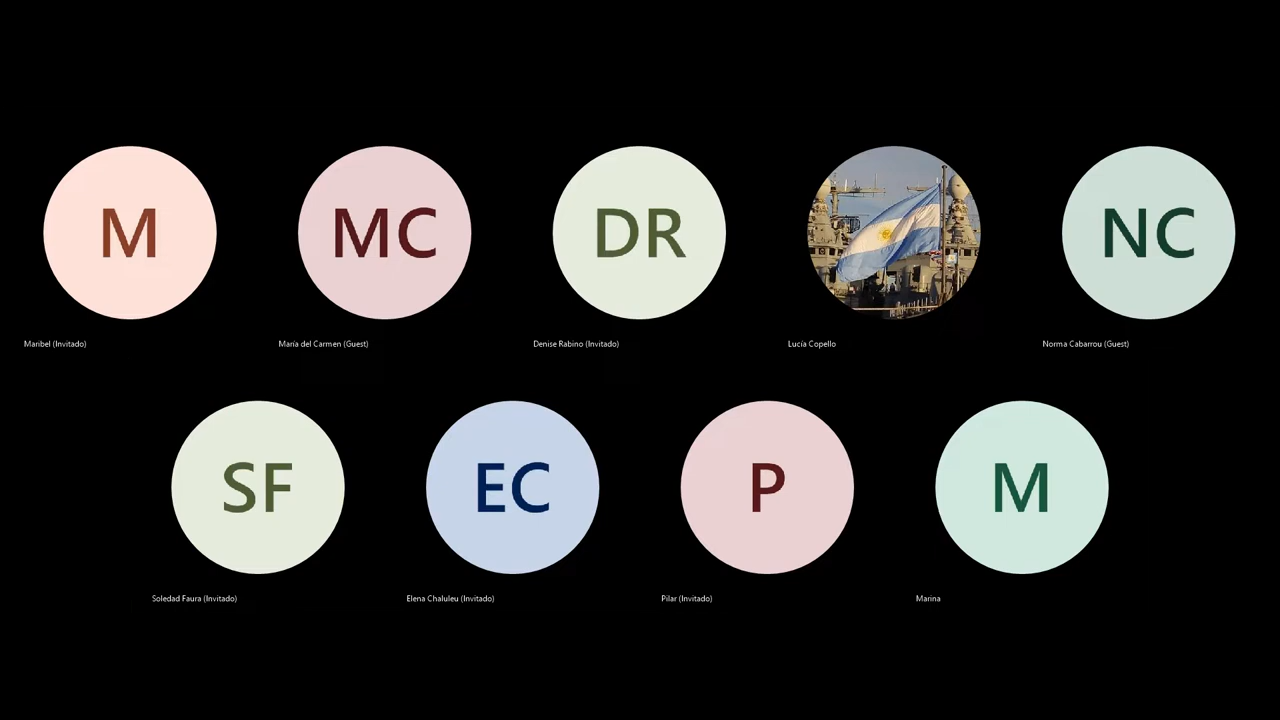 M
MC
DR
NC
Maribel (Invitado)
María del Carmen (Guest)
Denise Rabino (Invitado)
Lucía Copello
Norma Cabarrou (Guest)
SF
EC
P
M
Soledad Faura (Invitado)
Elena Chaluleu (Invitado)
Pilar (Invitado)
Marina